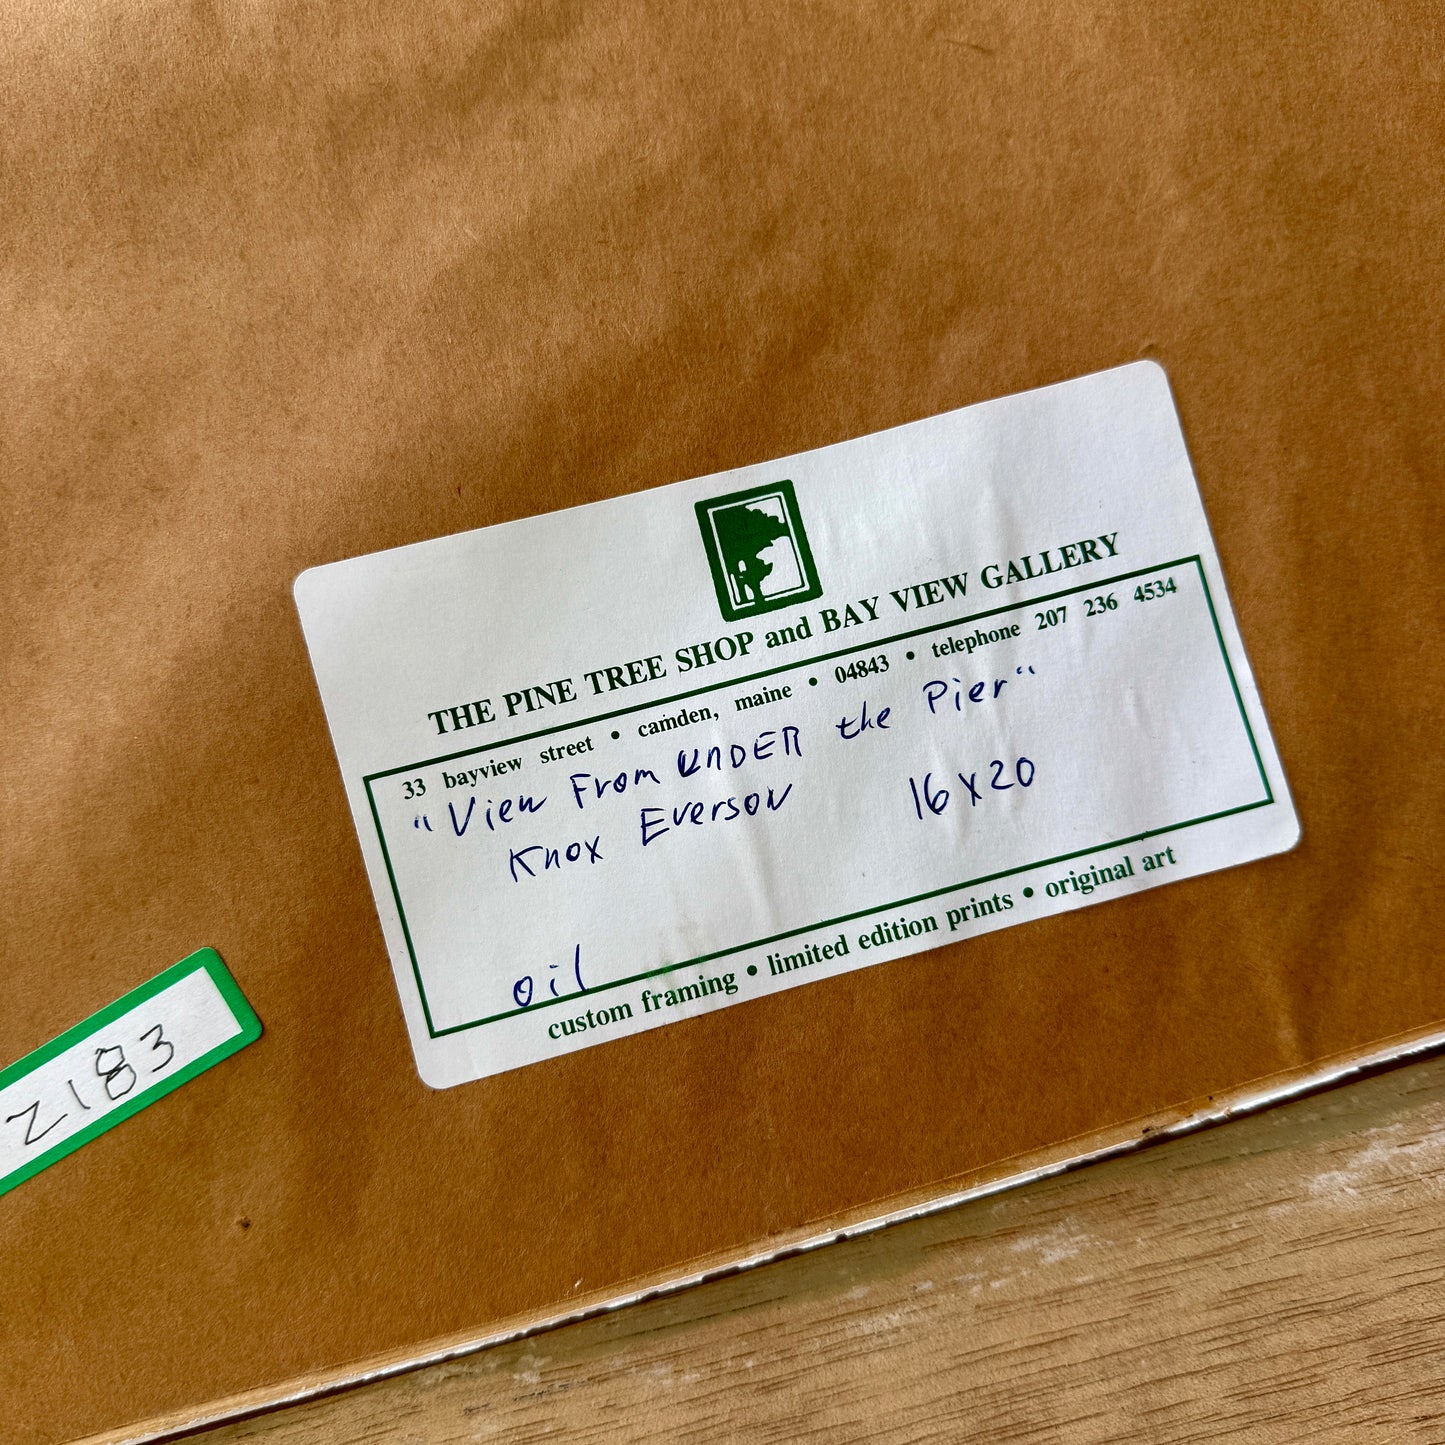 THE PINE TREE SHOP and BAY VIEW GALLERY
33 bayview street • camden, maine • 04843 • telephone 207 236 4534
"View From UNDER the Pier"
Knox Everson 16x20
oil
custom framing • limited edition prints • original art
2183